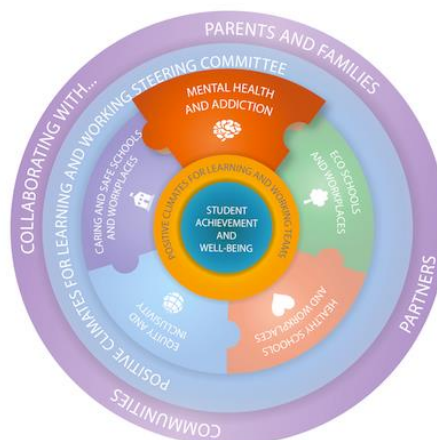 COLLABORATING WITH...
PARENTS AND FAMILIES
PARTNERS
COMMUNITIES
POSITIVE CLIMATES FOR LEARNING AND WORKING STEERING COMMITTEE
MENTAL HEALTH
AND ADDICTION
ECO SCHOOLS
AND WORKPLACES
HEALTHY SCHOOLS
AND WORKPLACES
EQUITY AND
INCLUSIVITY
CARING AND SAFE SCHOOLS
AND WORKPLACES
POSITIVE CLIMATES FOR LEARNING AND WORKING TEAMS
STUDENT
ACHIEVEMENT
AND
WELL-BEING